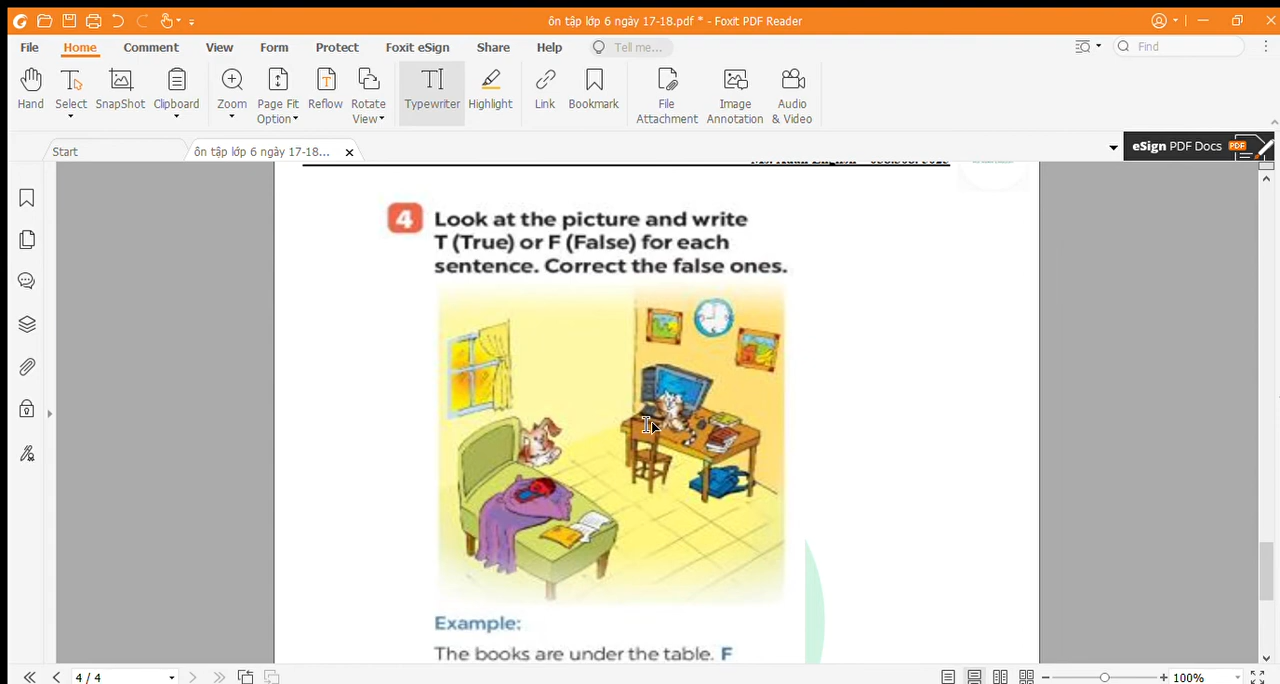 ôn tập lớp 6 ngày 17-18.pdf * - Foxit PDF Reader
File Home Comment View Form Protect Foxit eSign Share Help Tell me... Find
Hand Select SnapShot Clipboard Zoom Page Fit Option Reflow Rotate View Typewriter Highlight Link Bookmark File Attachment Image Annotation Audio & Video
Start
ôn tập lớp 6 ngày 17-18...
eSign PDF Docs PDF
4 Look at the picture and write
T (True) or F (False) for each
sentence. Correct the false ones.
Example:
The books are under the table. F
4 / 4
100%